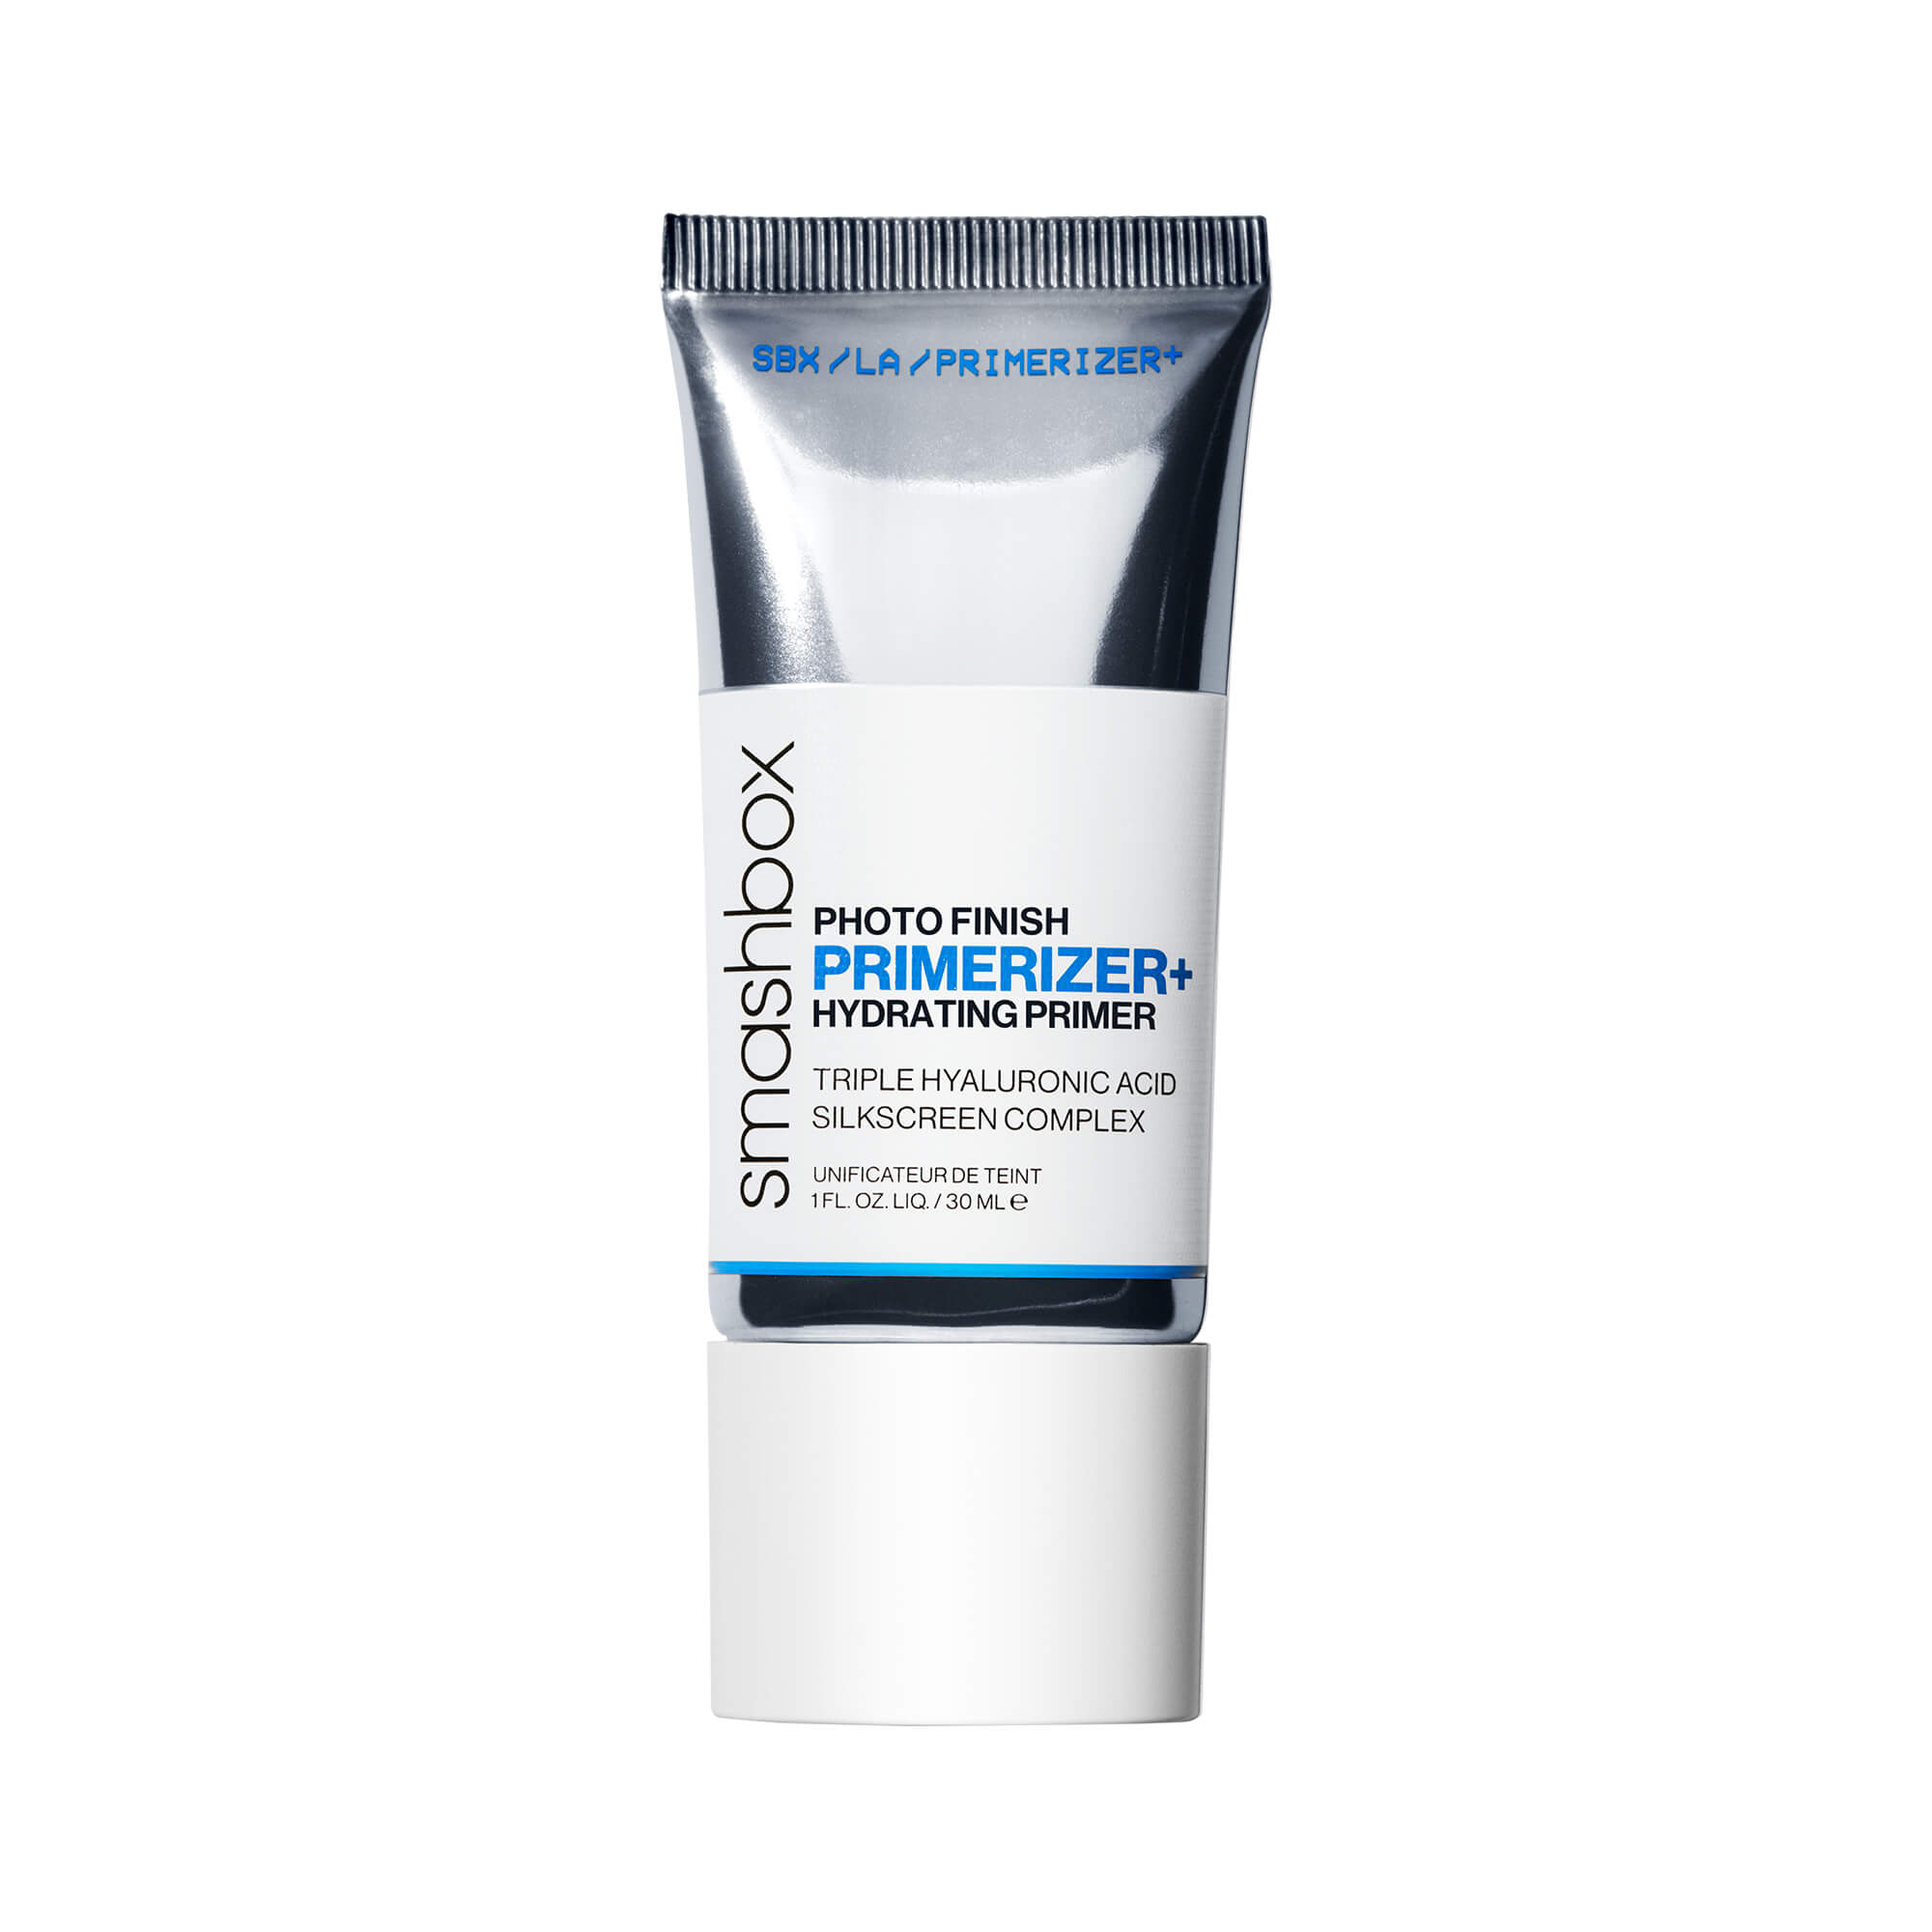 SBX/LA/PRIMERIZER+
smashbox
PHOTO FINISH
PRIMERIZER+
HYDRATING PRIMER
TRIPLE HYALURONIC ACID
SILKSCREEN COMPLEX
UNIFICATEUR DE TEINT
1 FL. OZ. LIQ. / 30 ML ℮